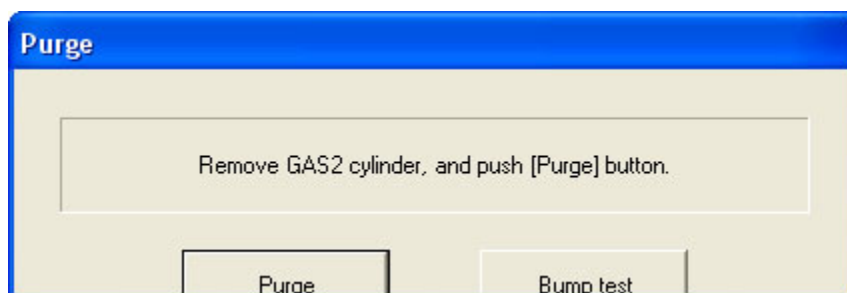 Purge
Remove GAS2 cylinder, and push [Purge] button.
Purge
Bump test